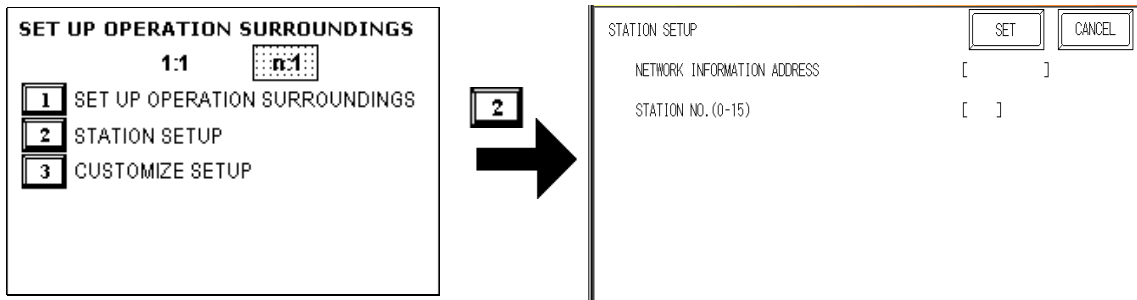 SET UP OPERATION SURROUNDINGS
1:1 n:1
1 SET UP OPERATION SURROUNDINGS
2 STATION SETUP
3 CUSTOMIZE SETUP
2
STATION SETUP SET CANCEL
NETWORK INFORMATION ADDRESS [ ]
STATION NO.(0-15) [ ]